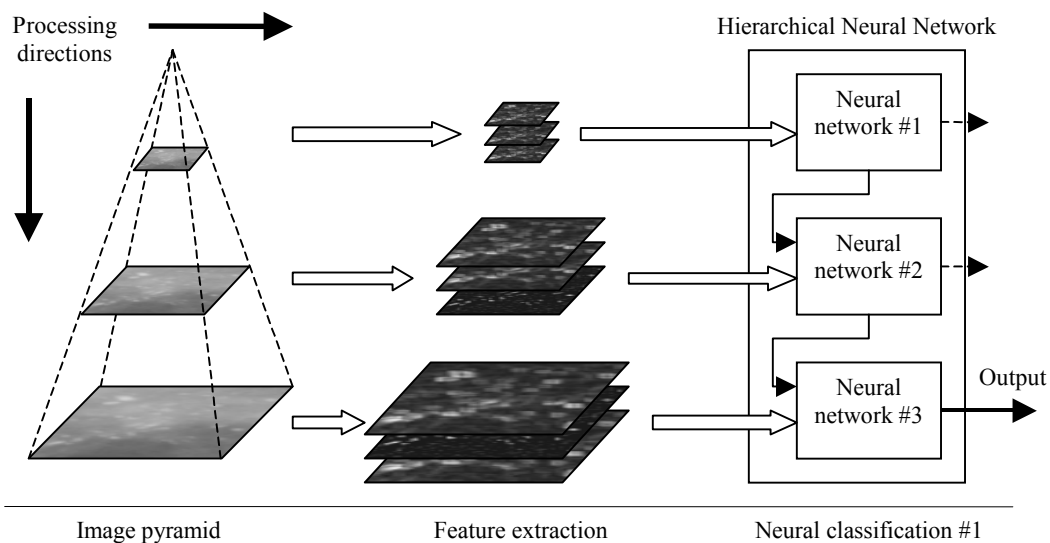 Processing
directions
Hierarchical Neural Network
Neural
network #1
Neural
network #2
Neural
network #3
Output
Image pyramid
Feature extraction
Neural classification #1